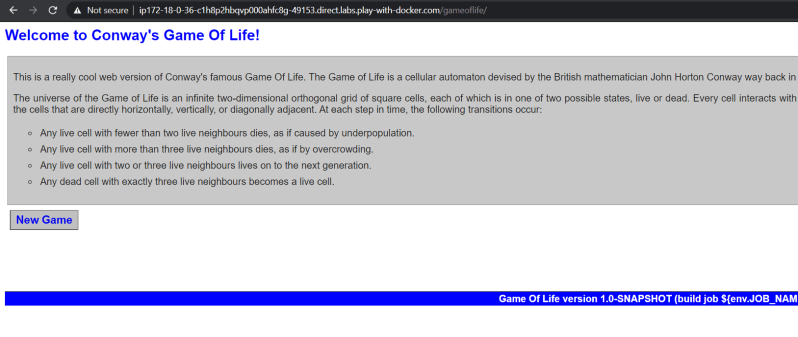 Not secure | ip172-18-0-36-c1h8p2hbqvp000ahfc8g-49153.direct.labs.play-with-docker.com/gameoflife/
Welcome to Conway's Game Of Life!
This is a really cool web version of Conway's famous Game Of Life. The Game of Life is a cellular automaton devised by the British mathematician John Horton Conway way back in
The universe of the Game of Life is an infinite two-dimensional orthogonal grid of square cells, each of which is in one of two possible states, live or dead. Every cell interacts with
the cells that are directly horizontally, vertically, or diagonally adjacent. At each step in time, the following transitions occur:
Any live cell with fewer than two live neighbours dies, as if caused by underpopulation.
Any live cell with more than three live neighbours dies, as if by overcrowding.
Any live cell with two or three live neighbours lives on to the next generation.
Any dead cell with exactly three live neighbours becomes a live cell.
New Game
Game Of Life version 1.0-SNAPSHOT (build job ${env.JOB_NAM